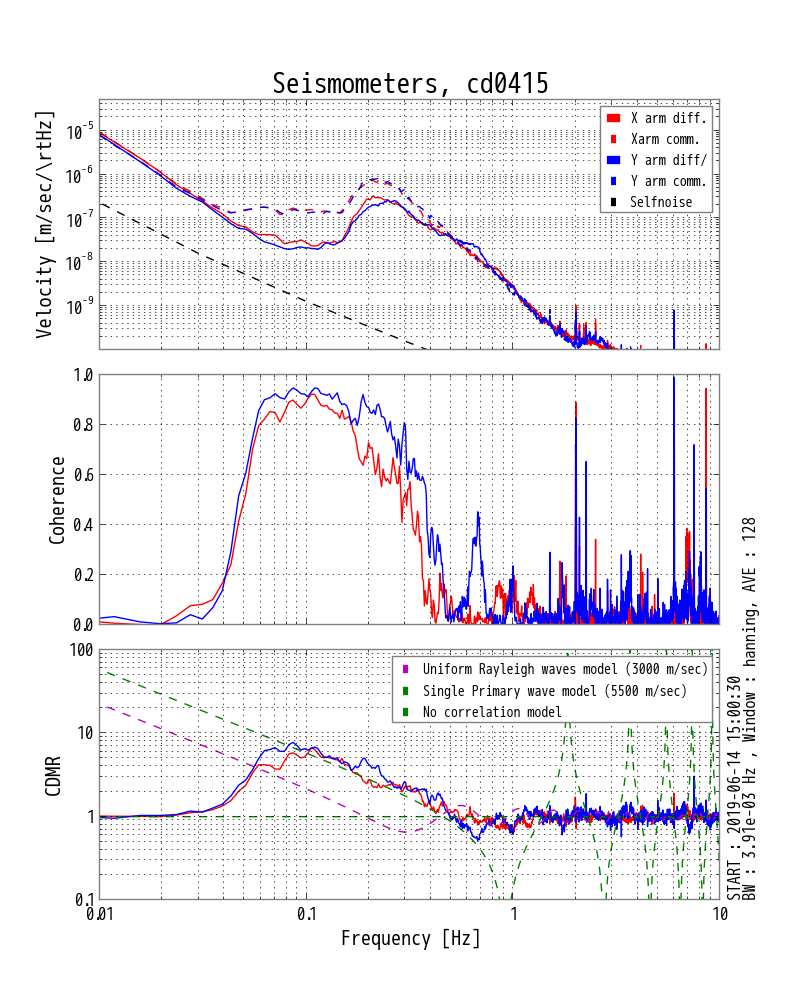 Seismometers, cd0415
Velocity [m/sec/\rtHz]
10^-5
10^-6
10^-7
10^-8
10^-9
X arm diff.
Xarm comm.
Y arm diff/
Y arm comm.
Selfnoise
Coherence
1.0
0.8
0.6
0.4
0.2
0.0
CDMR
100
10
1
0.1
Uniform Rayleigh waves model (3000 m/sec)
Single Primary wave model (5500 m/sec)
No correlation model
0.01
0.1
1
10
Frequency [Hz]
START : 2019-06-14 15:00:30
BW : 3.91e-03 Hz , Window : hanning, AVE : 128